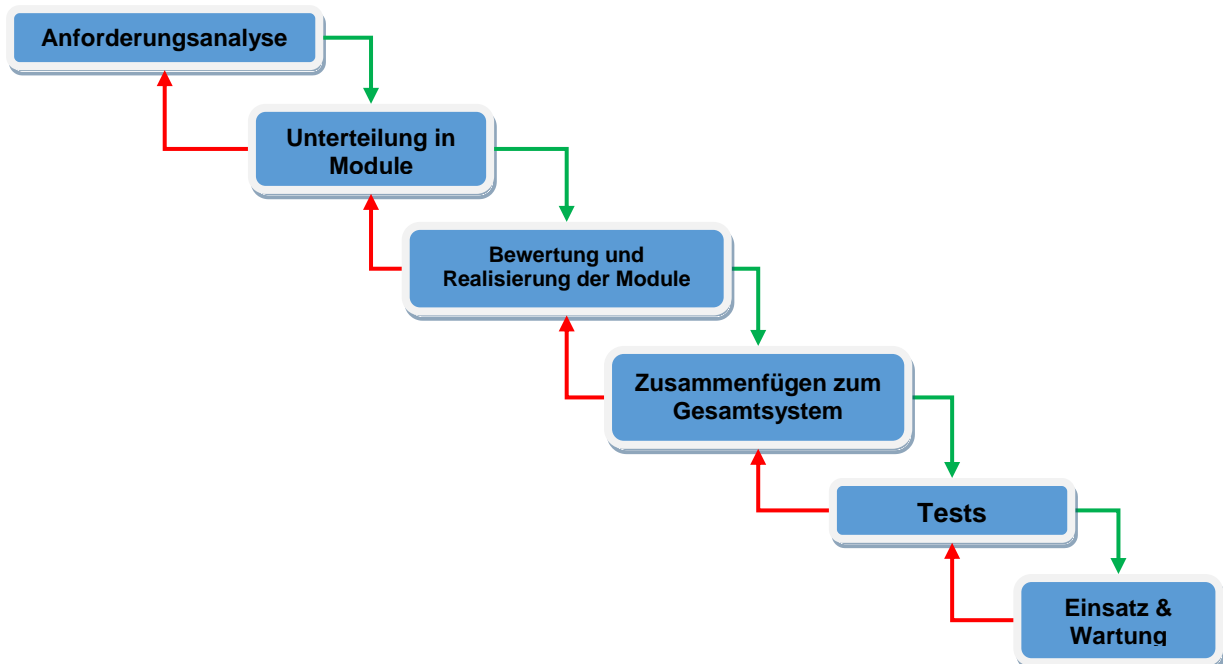 Anforderungsanalyse
Unterteilung in
Module
Bewertung und
Realisierung der Module
Zusammenfügen zum
Gesamtsystem
Tests
Einsatz &
Wartung